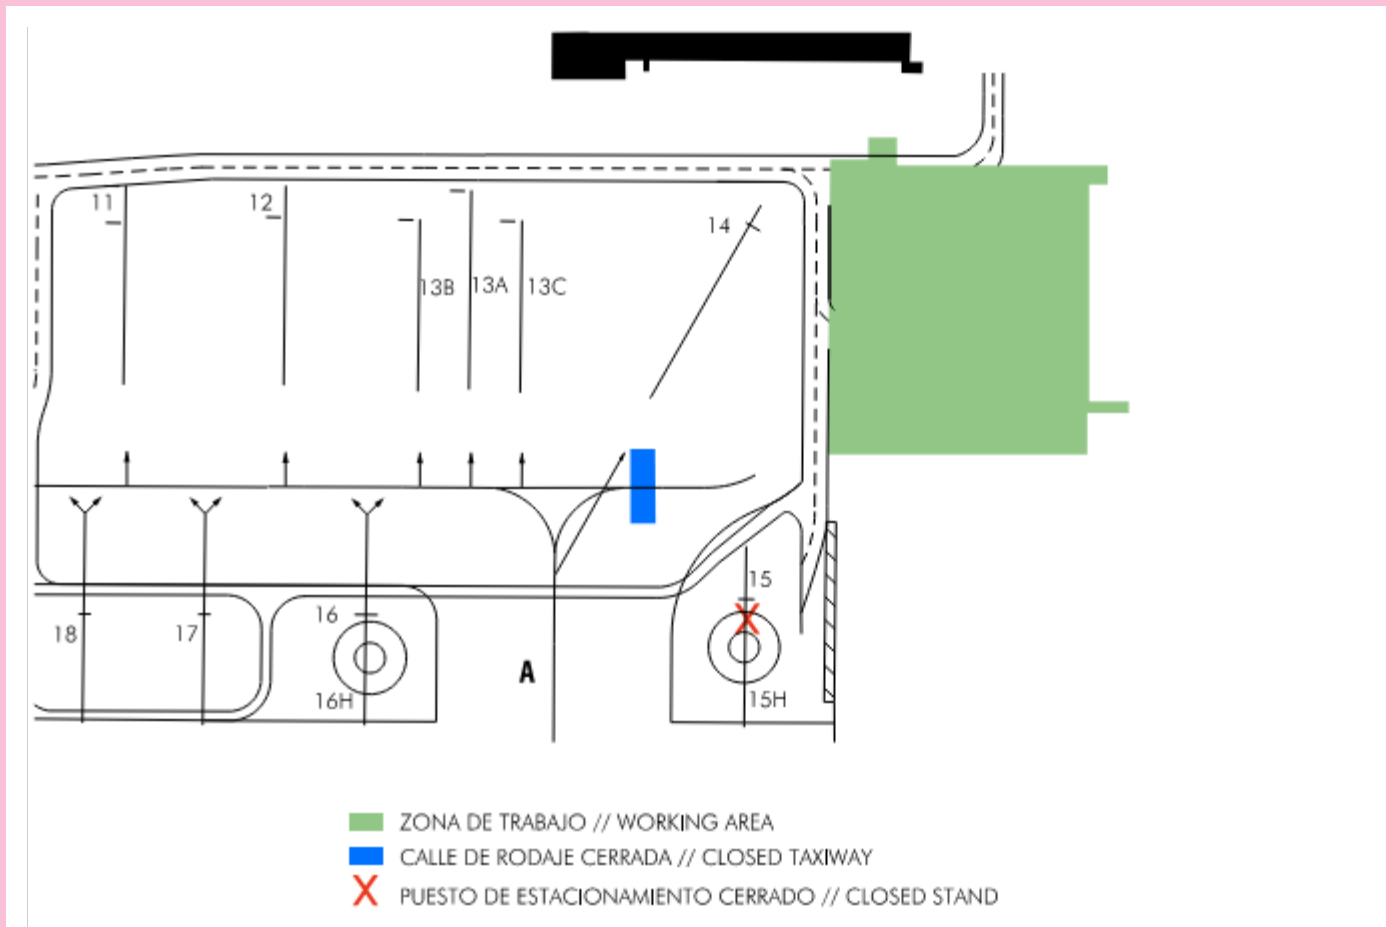 11
12
14
13B
13A
13C
15
16
18
17
A
16H
15H
ZONA DE TRABAJO // WORKING AREA
CALLE DE RODAJE CERRADA // CLOSED TAXIWAY
X PUESTO DE ESTACIONAMIENTO CERRADO // CLOSED STAND